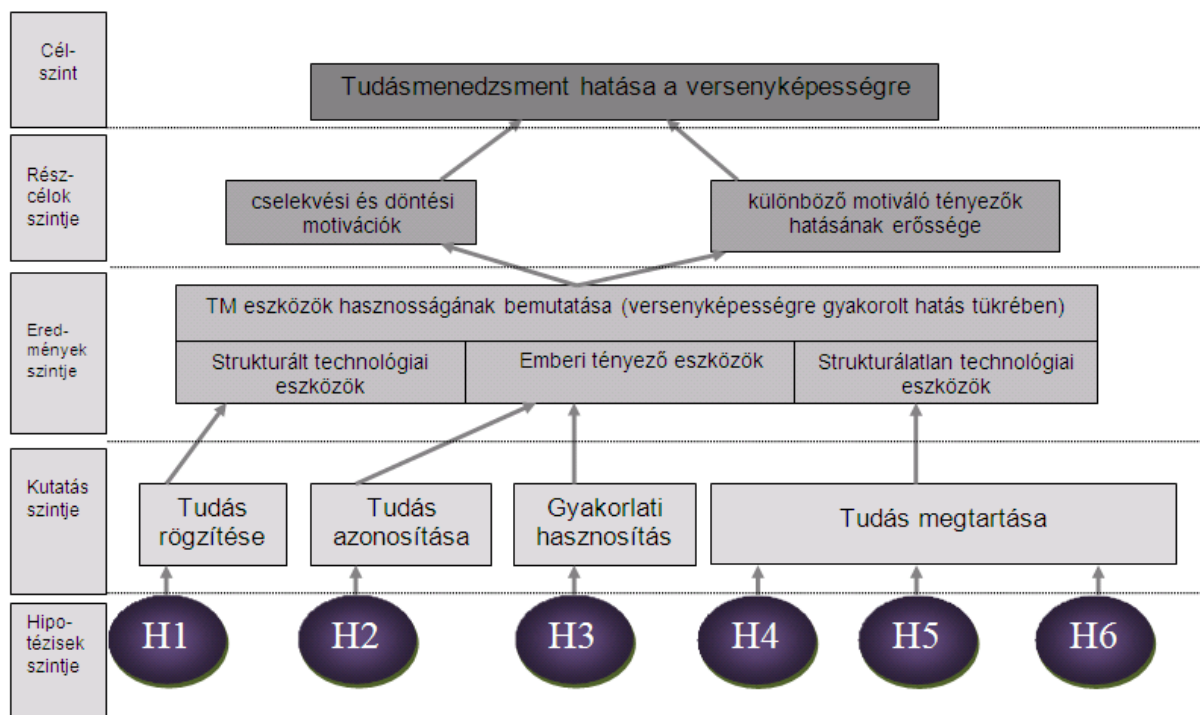 Cél-
szint
Tudásmenedzsment hatása a versenyképességre
Rész-
célok
szintje
cselekvési és döntési
motivációk
különböző motiváló tényezők
hatásának erőssége
Ered-
mények
szintje
TM eszközök hasznosságának bemutatása (versenyképességre gyakorolt hatás tükrében)
Strukturált technológiai
eszközök
Emberi tényező eszközök
Strukturálatlan technológiai
eszközök
Kutatás
szintje
Tudás
rögzítése
Tudás
azonosítása
Gyakorlati
hasznosítás
Tudás megtartása
Hipo-
tézisek
szintje
H1
H2
H3
H4
H5
H6